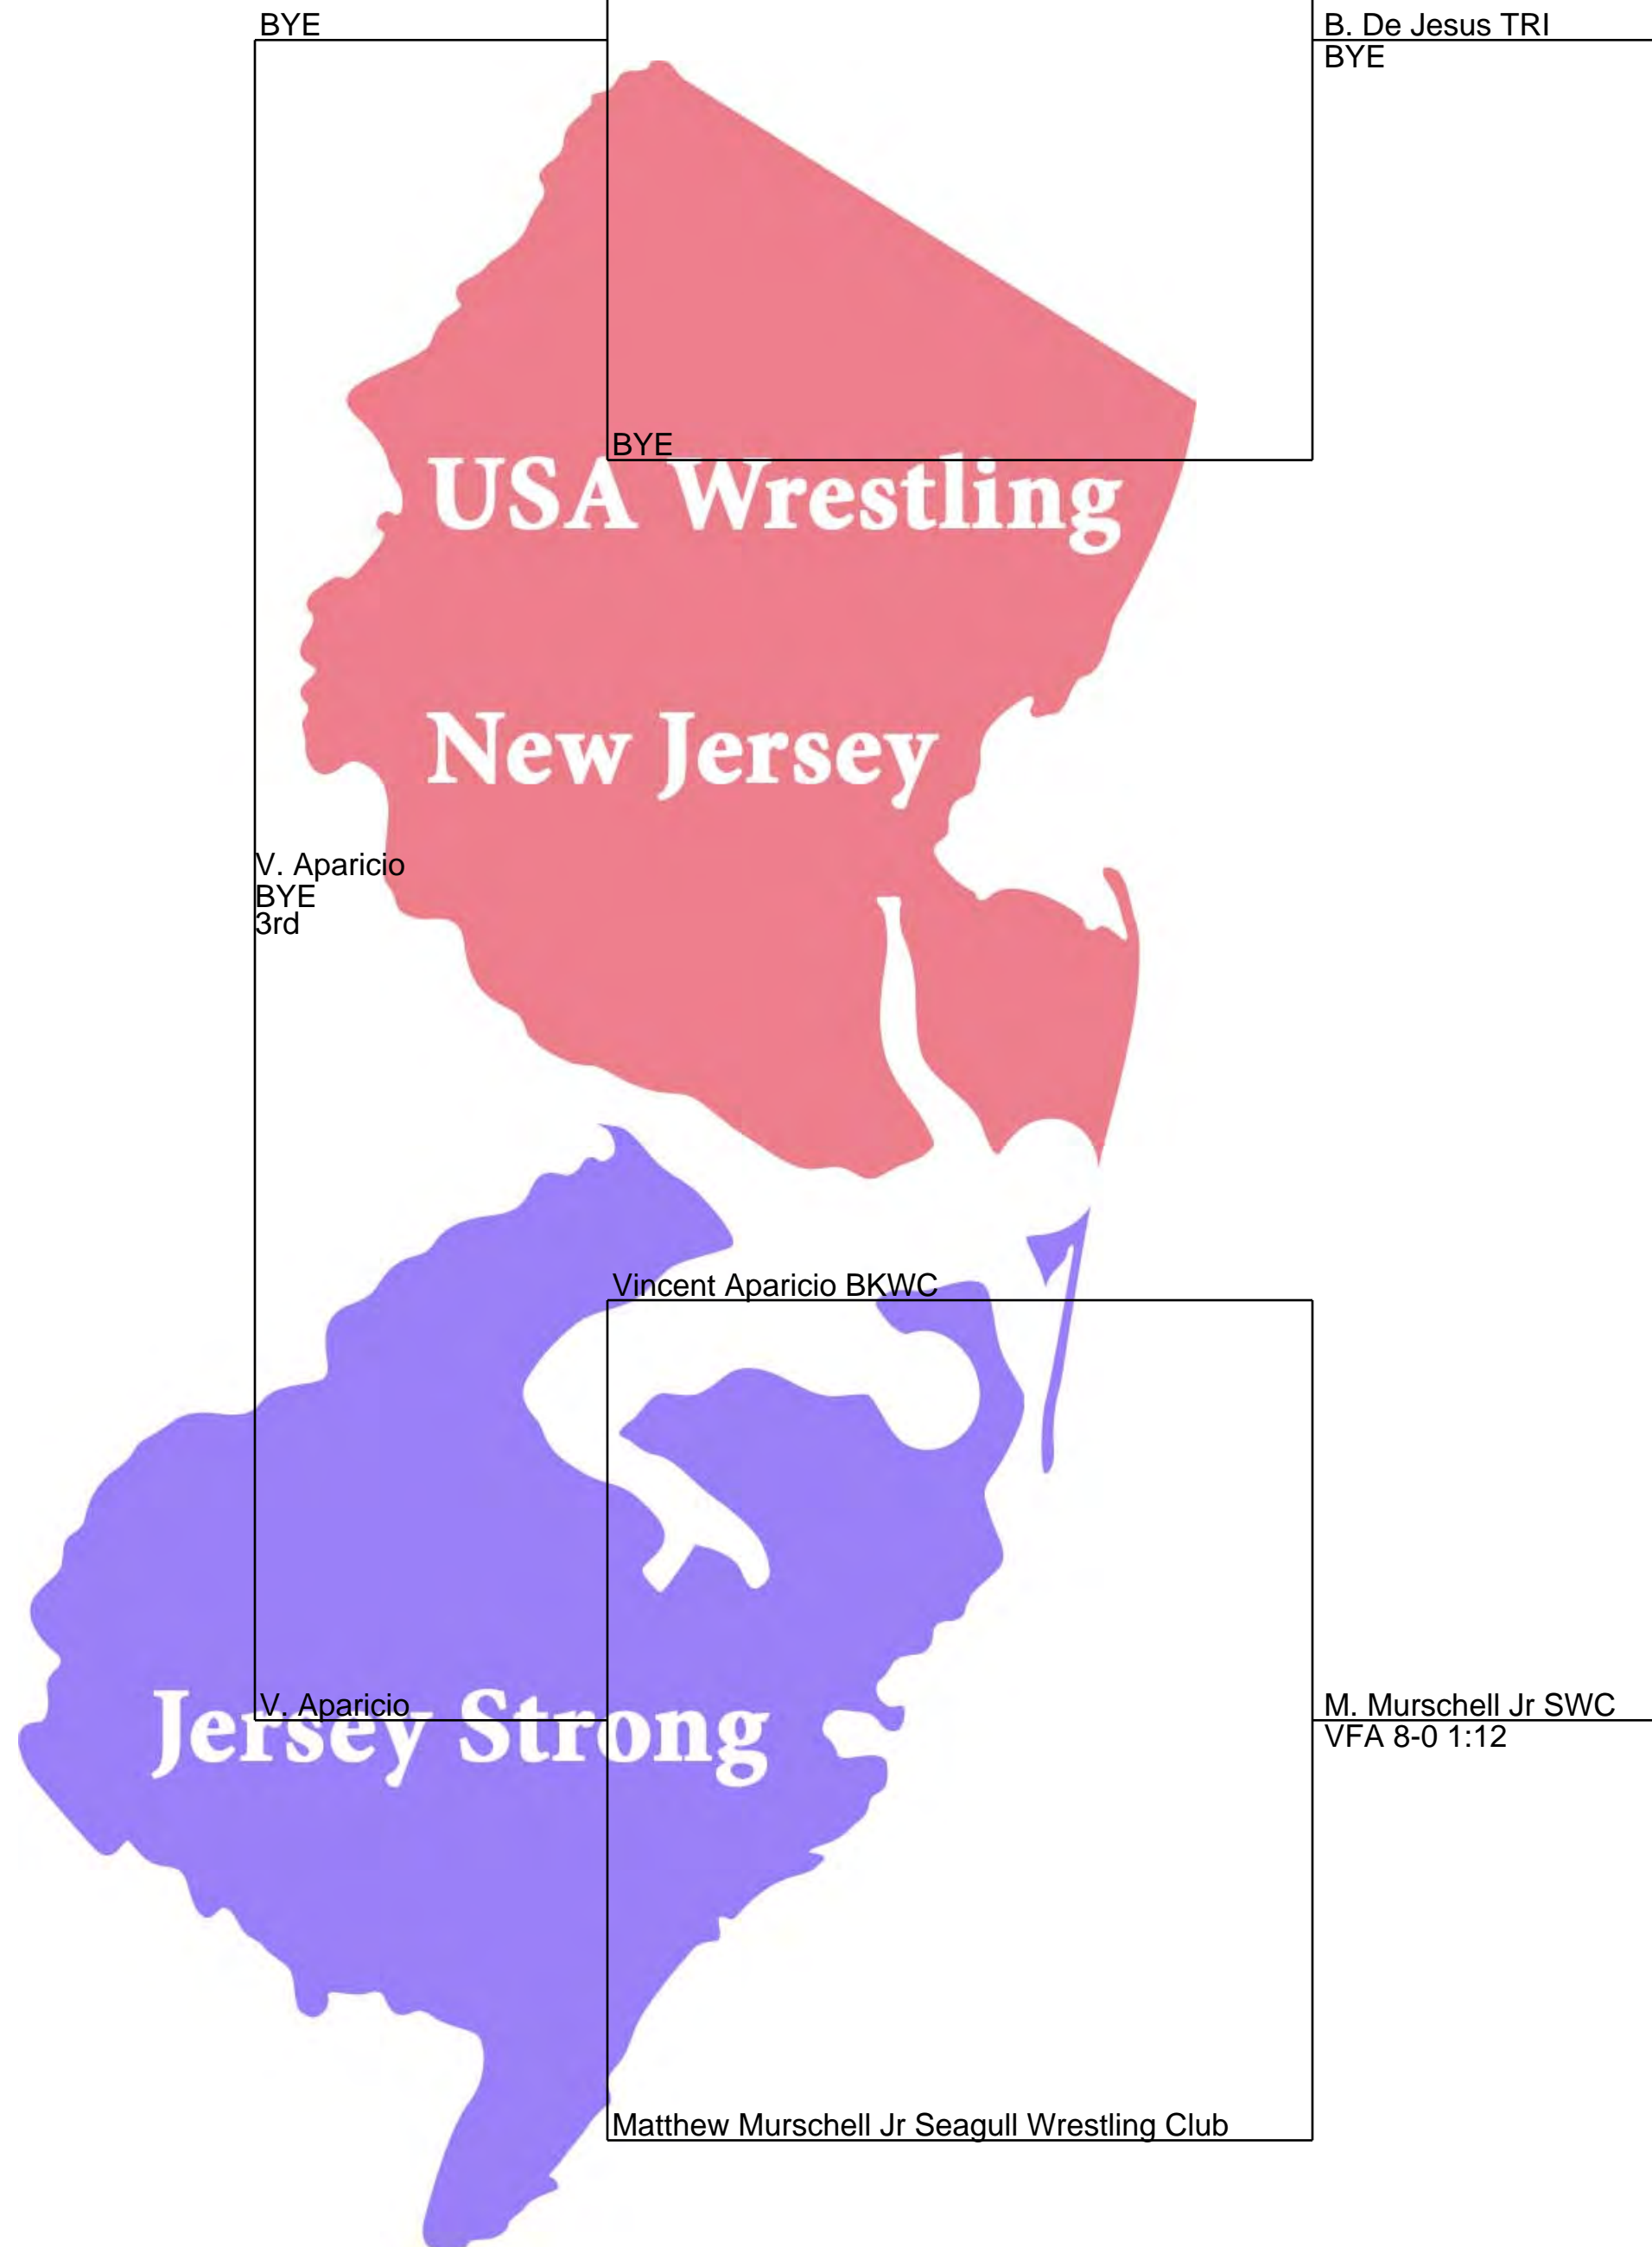 BYE
B. De Jesus TRI
BYE
BYE
USA Wrestling
New Jersey
V. Aparicio
BYE
3rd
Vincent Aparicio BKWC
V. Aparicio
Jersey Strong
M. Murschell Jr SWC
VFA 8-0 1:12
Matthew Murschell Jr Seagull Wrestling Club